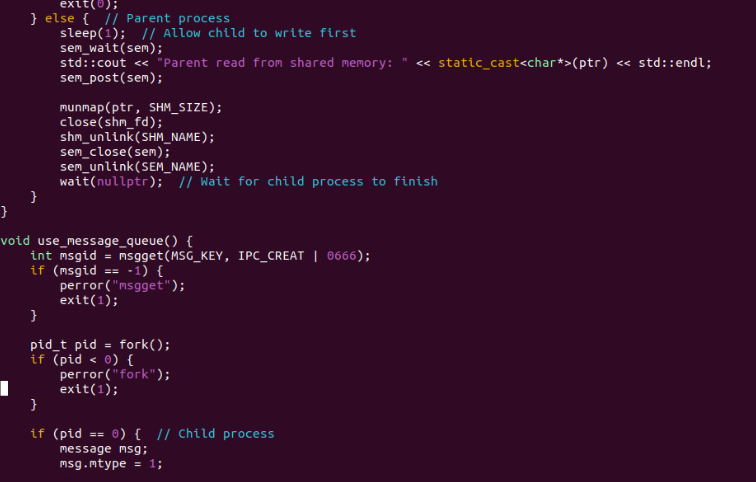 exit(0);
    } else {  // Parent process
        sleep(1);  // Allow child to write first
        sem_wait(sem);
        std::cout << "Parent read from shared memory: " << static_cast<char*>(ptr) << std::endl;
        sem_post(sem);

        munmap(ptr, SHM_SIZE);
        close(shm_fd);
        shm_unlink(SHM_NAME);
        sem_close(sem);
        sem_unlink(SEM_NAME);
        wait(nullptr);  // Wait for child process to finish
    }
}

void use_message_queue() {
    int msgid = msgget(MSG_KEY, IPC_CREAT | 0666);
    if (msgid == -1) {
        perror("msgget");
        exit(1);
    }

    pid_t pid = fork();
    if (pid < 0) {
        perror("fork");
        exit(1);
    }

    if (pid == 0) {  // Child process
        message msg;
        msg.mtype = 1;